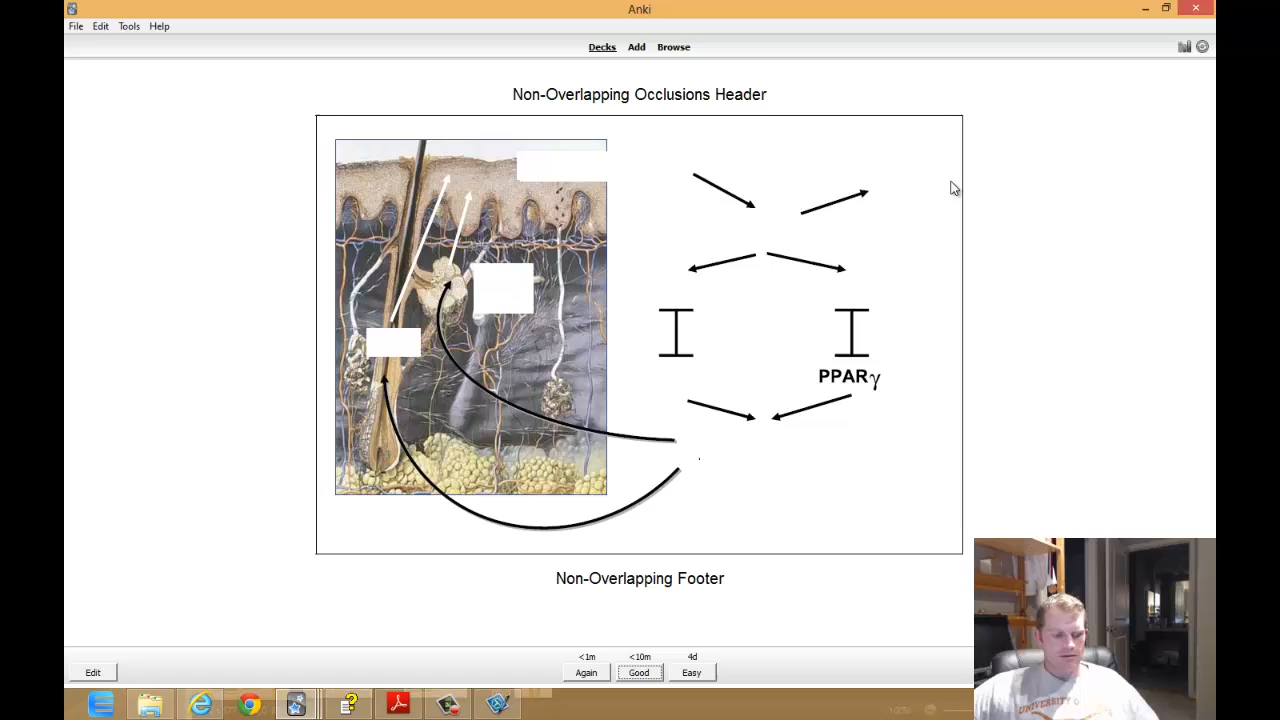 Anki
File Edit Tools Help
Decks Add Browse
Non-Overlapping Occlusions Header
PPARγ
Non-Overlapping Footer
<1m <10m 4d
Edit Again Good Easy
UNIVERSITY O